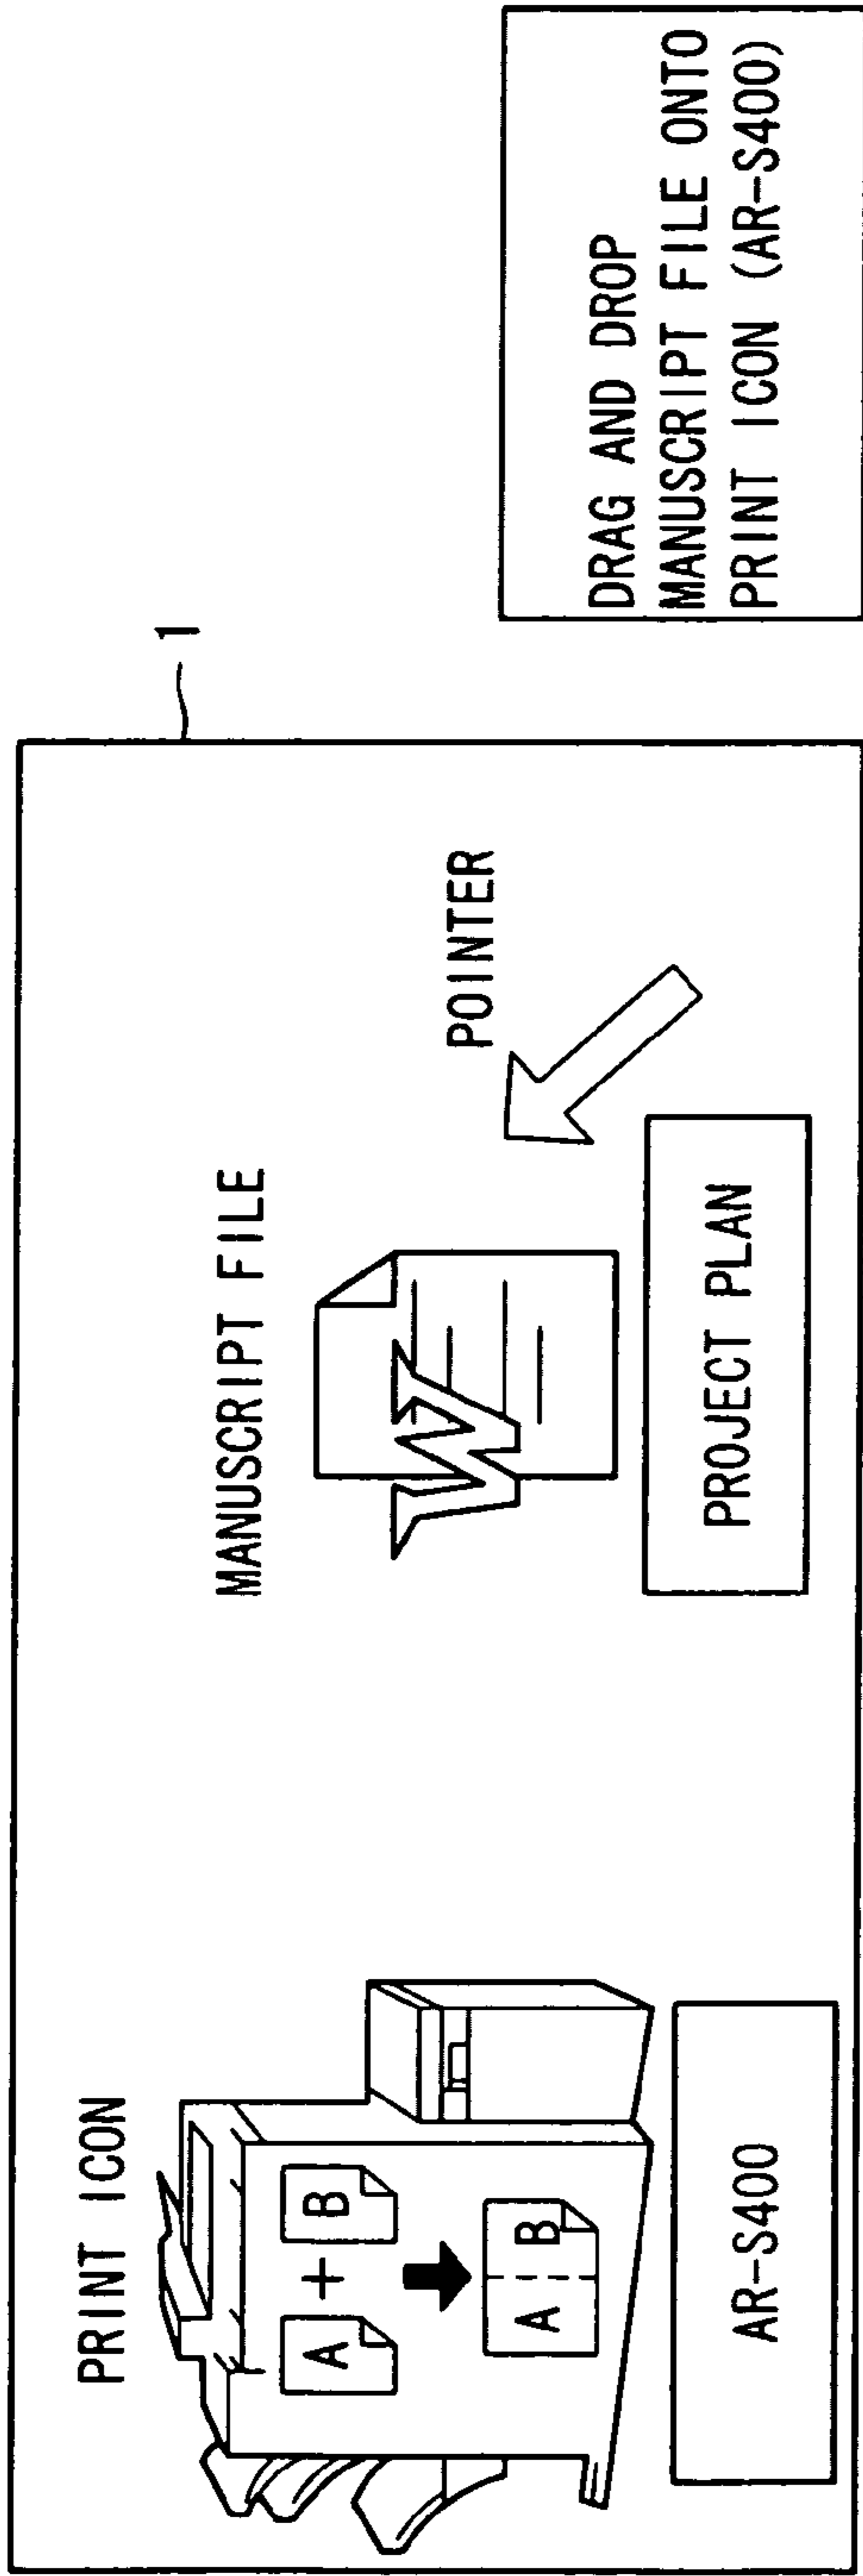 1
PRINT ICON
MANUSCRIPT FILE
POINTER
A + B
A B
W
AR-S400
PROJECT PLAN
DRAG AND DROP
MANUSCRIPT FILE ONTO
PRINT ICON (AR-S400)